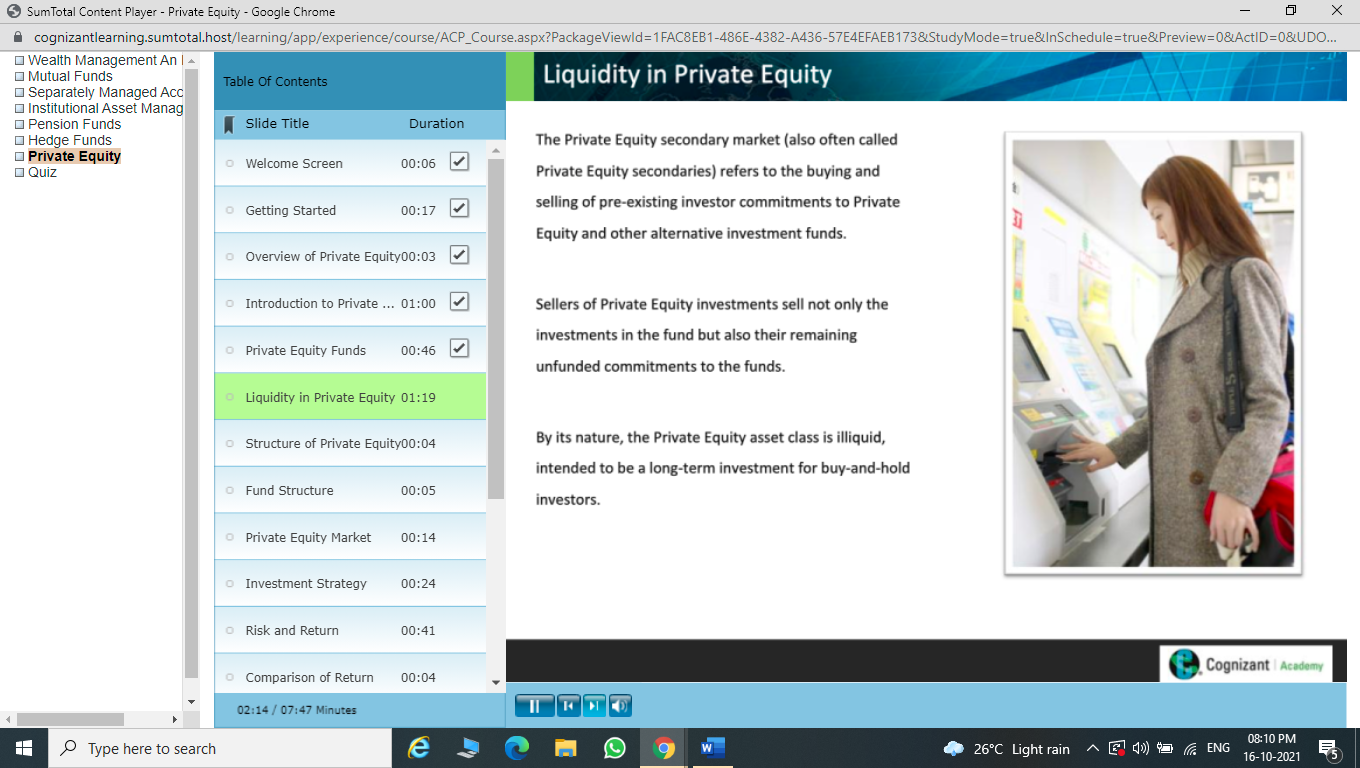 SumTotal Content Player - Private Equity - Google Chrome
cognizantlearning.sumtotal.host/learning/app/experience/course/ACP_Course.aspx?PackageViewId=1FAC8EB1-486E-4382-A436-57E4EFAEB173&StudyMode=true&InSchedule=true&Preview=0&ActID=0&UDO...
Wealth Management An
Mutual Funds
Separately Managed Acc
Institutional Asset Manag
Pension Funds
Hedge Funds
Private Equity
Quiz
Table Of Contents
Slide Title Duration
Welcome Screen 00:06
Getting Started 00:17
Overview of Private Equity 00:03
Introduction to Private ... 01:00
Private Equity Funds 00:46
Liquidity in Private Equity 01:19
Structure of Private Equity 00:04
Fund Structure 00:05
Private Equity Market 00:14
Investment Strategy 00:24
Risk and Return 00:41
Comparison of Return 00:04
02:14 / 07:47 Minutes
Liquidity in Private Equity
The Private Equity secondary market (also often called
Private Equity secondaries) refers to the buying and
selling of pre-existing investor commitments to Private
Equity and other alternative investment funds.
Sellers of Private Equity investments sell not only the
investments in the fund but also their remaining
unfunded commitments to the funds.
By its nature, the Private Equity asset class is illiquid,
intended to be a long-term investment for buy-and-hold
investors.
Cognizant | Academy
Type here to search
26°C Light rain
ENG
08:10 PM
16-10-2021
5